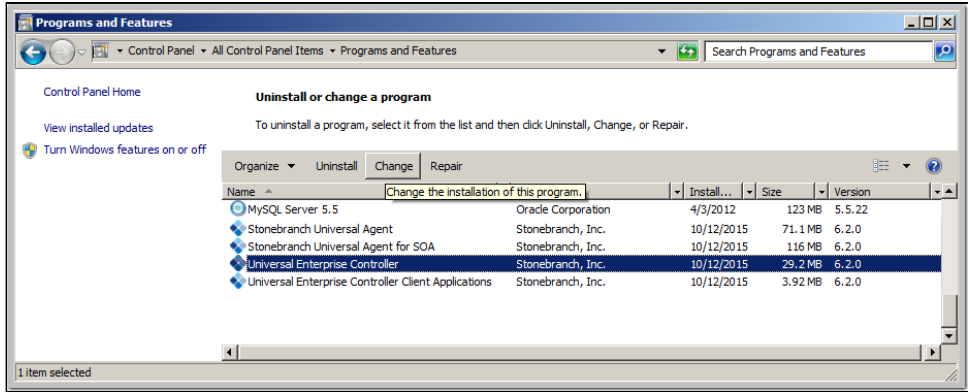 Programs and Features
Control Panel All Control Panel Items Programs and Features Search Programs and Features
Control Panel Home
View installed updates
Turn Windows features on or off
Uninstall or change a program
To uninstall a program, select it from the list and then click Uninstall, Change, or Repair.
Organize Uninstall Change Repair
Name Change the installation of this program. Install... Size Version
MySQL Server 5.5 Oracle Corporation 4/3/2012 123 MB 5.5.22
Stonebranch Universal Agent Stonebranch, Inc. 10/12/2015 71.1 MB 6.2.0
Stonebranch Universal Agent for SOA Stonebranch, Inc. 10/12/2015 116 MB 6.2.0
Universal Enterprise Controller Stonebranch, Inc. 10/12/2015 29.2 MB 6.2.0
Universal Enterprise Controller Client Applications Stonebranch, Inc. 10/12/2015 3.92 MB 6.2.0
1 item selected